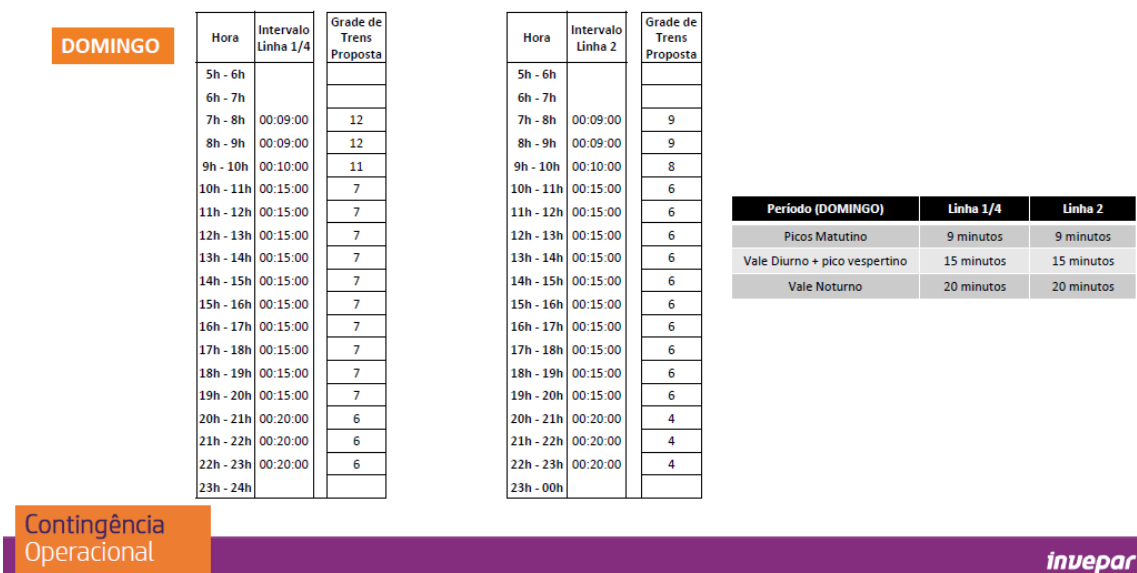 DOMINGO
Hora Intervalo Linha 1/4 Grade de Trens Proposta
5h - 6h
6h - 7h
7h - 8h 00:09:00 12
8h - 9h 00:09:00 12
9h - 10h 00:10:00 11
10h - 11h 00:15:00 7
11h - 12h 00:15:00 7
12h - 13h 00:15:00 7
13h - 14h 00:15:00 7
14h - 15h 00:15:00 7
15h - 16h 00:15:00 7
16h - 17h 00:15:00 7
17h - 18h 00:15:00 7
18h - 19h 00:15:00 7
19h - 20h 00:15:00 7
20h - 21h 00:20:00 6
21h - 22h 00:20:00 6
22h - 23h 00:20:00 6
23h - 24h
Hora Intervalo Linha 2 Grade de Trens Proposta
5h - 6h
6h - 7h
7h - 8h 00:09:00 9
8h - 9h 00:09:00 9
9h - 10h 00:10:00 8
10h - 11h 00:15:00 6
11h - 12h 00:15:00 6
12h - 13h 00:15:00 6
13h - 14h 00:15:00 6
14h - 15h 00:15:00 6
15h - 16h 00:15:00 6
16h - 17h 00:15:00 6
17h - 18h 00:15:00 6
18h - 19h 00:15:00 6
19h - 20h 00:15:00 6
20h - 21h 00:20:00 4
21h - 22h 00:20:00 4
22h - 23h 00:20:00 4
23h - 00h
Período (DOMINGO) Linha 1/4 Linha 2
Picos Matutino 9 minutos 9 minutos
Vale Diurno + pico vespertino 15 minutos 15 minutos
Vale Noturno 20 minutos 20 minutos
Contingência
Operacional
invepar